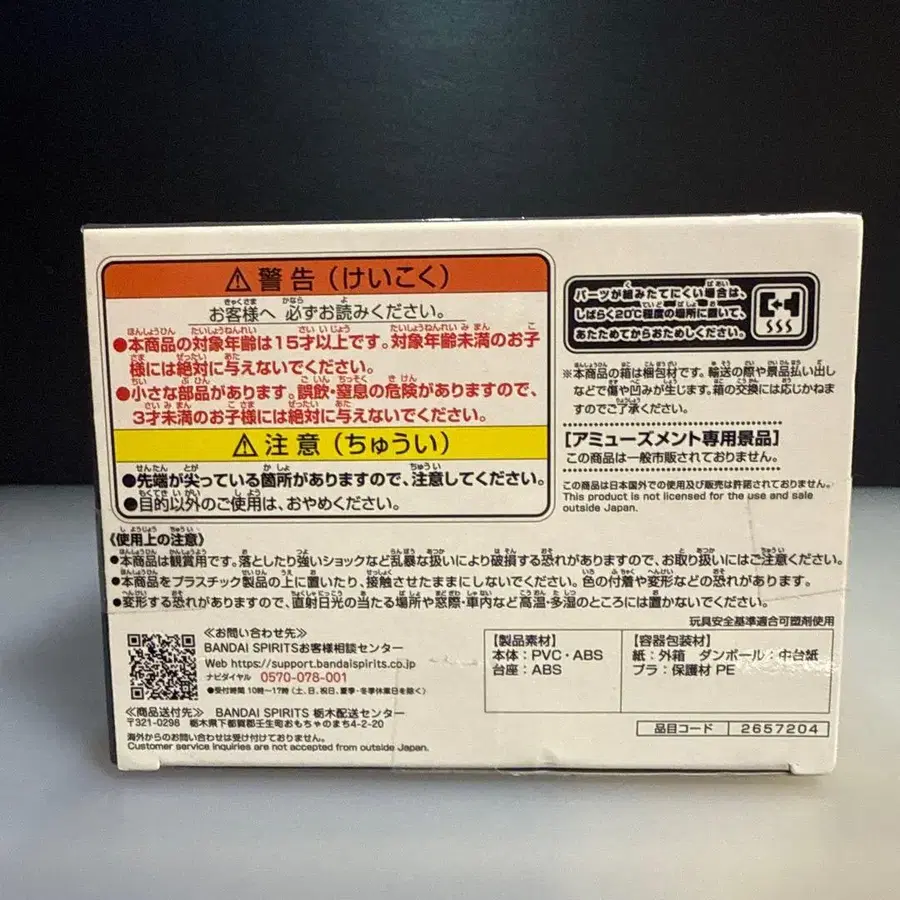 ⚠警告（けいこく）
お客様へ 必ずお読みください。
●本商品の対象年齢は15才以上です。対象年齢未満のお子
様には絶対に与えないでください。
●小さな部品があります。誤飲・窒息の危険がありますので、
3才未満のお子様には絶対に与えないでください。
⚠注意（ちゅうい）
●先端が尖っている箇所がありますので、注意してください。
●目的以外のご使用は、おやめください。
パーツが組みたてにくい場合は、
しばらく20℃程度の場所に置いて、
あたためてからおためしください。
※本商品の箱は梱包材です。輸送の際や景品払い出し
などで傷や凹みが生じます。箱の交換には応じかねま
すのでご了承ください。
[アミューズメント専用景品]
この商品は一般市販されておりません。
この商品は日本国外での使用及び販売は許諾されておりません。
This product is not licensed for the use and sale
outside Japan.
《使用上の注意》
●本商品は観賞用です。落としたり強いショックなど乱暴な扱いにより破損する恐れがありますので、お取り扱いにはご注意ください。
●本商品をプラスチック製品の上に置いたり、接触させたままにしないでください。色の付着や変形などの恐れがあります。
●変形する恐れがありますので、直射日光の当たる場所や窓際・車内など高温・多湿のところには置かないでください。
玩具安全基準適合可塑剤使用
≪お問い合わせ先≫
BANDAI SPIRITSお客様相談センター
Web https://support.bandaispirits.co.jp
ナビダイヤル 0570-078-001
●受付時間 10時〜17時（土、日、祝日、夏季・冬季休業日を除く）
≪商品送付先≫ BANDAI SPIRITS 栃木配送センター
〒321-0298 栃木県下都賀郡壬生町おもちゃのまち4-2-20
海外からのお問い合わせは受け付けておりません。
Customer service inquiries are not accepted from outside Japan.
【製品素材】
本体：PVC・ABS
台座：ABS
【容器包装材】
紙：外箱 ダンボール：中台紙
プラ：保護材 PE
品目コード 2657204